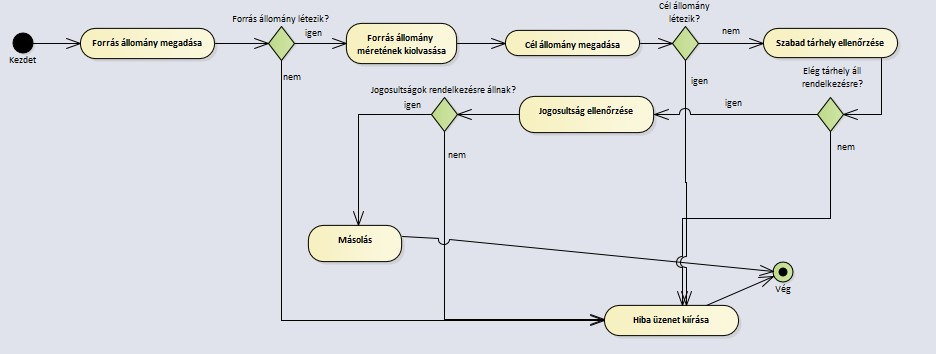 Kezdet
Forrás állomány megadása
Forrás állomány létezik?
igen
nem
Forrás állomány
méretének kiolvasása
Cél állomány megadása
Cél állomány
létezik?
nem
igen
Szabad tárhely ellenőrzése
Elég tárhely áll
rendelkezésre?
igen
nem
Jogosultság ellenőrzése
Jogosultságok rendelkezésre állnak?
igen
nem
Másolás
Hiba üzenet kiírása
Vég